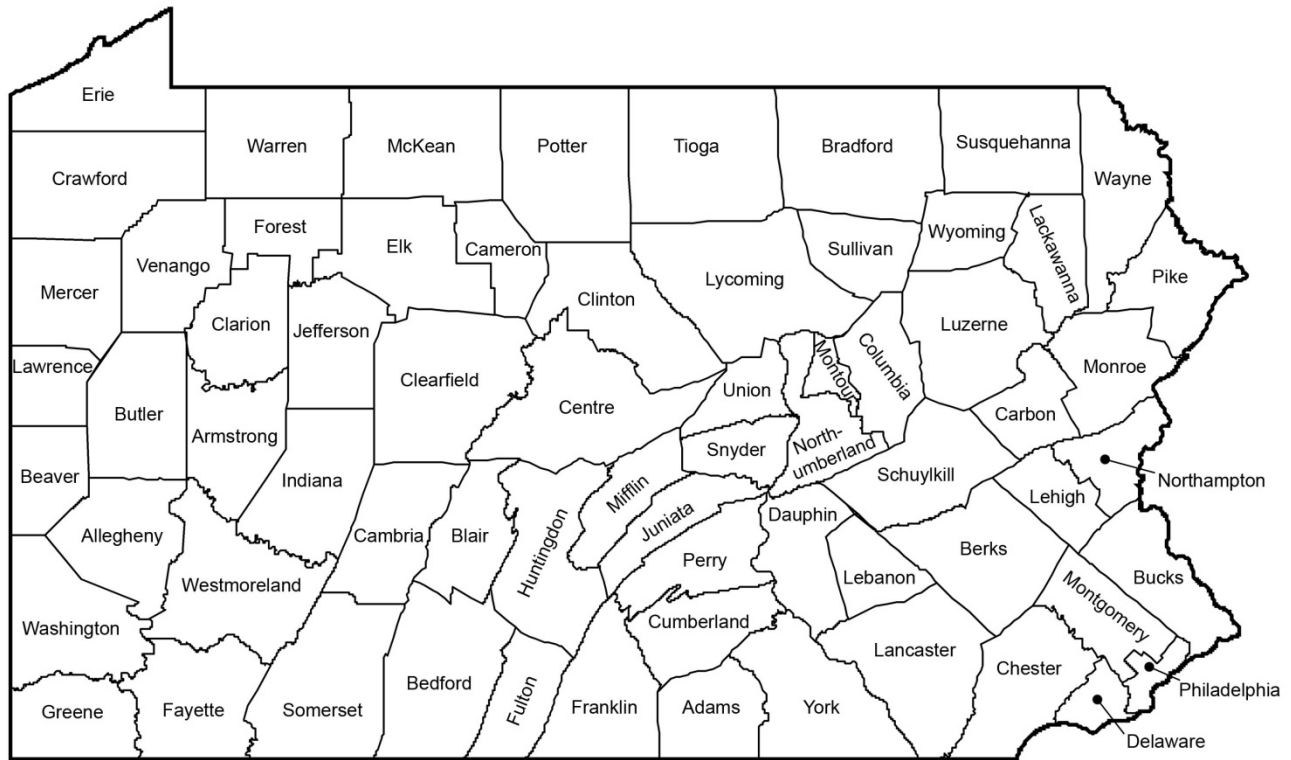 Erie
Warren
McKean
Potter
Tioga
Bradford
Susquehanna
Wayne
Crawford
Forest
Elk
Cameron
Wyoming
Lackawanna
Venango
Sullivan
Pike
Mercer
Lycoming
Clinton
Clarion
Jefferson
Luzerne
Lawrence
Clearfield
Montour
Columbia
Monroe
Butler
Centre
Union
Carbon
Armstrong
Snyder
North-
umberland
Beaver
Indiana
Mifflin
Schuylkill
Northampton
Lehigh
Allegheny
Cambria
Blair
Huntingdon
Juniata
Dauphin
Berks
Westmoreland
Perry
Lebanon
Bucks
Washington
Cumberland
Montgomery
Lancaster
Chester
Bedford
Fulton
Philadelphia
Greene
Fayette
Somerset
Franklin
Adams
York
Delaware